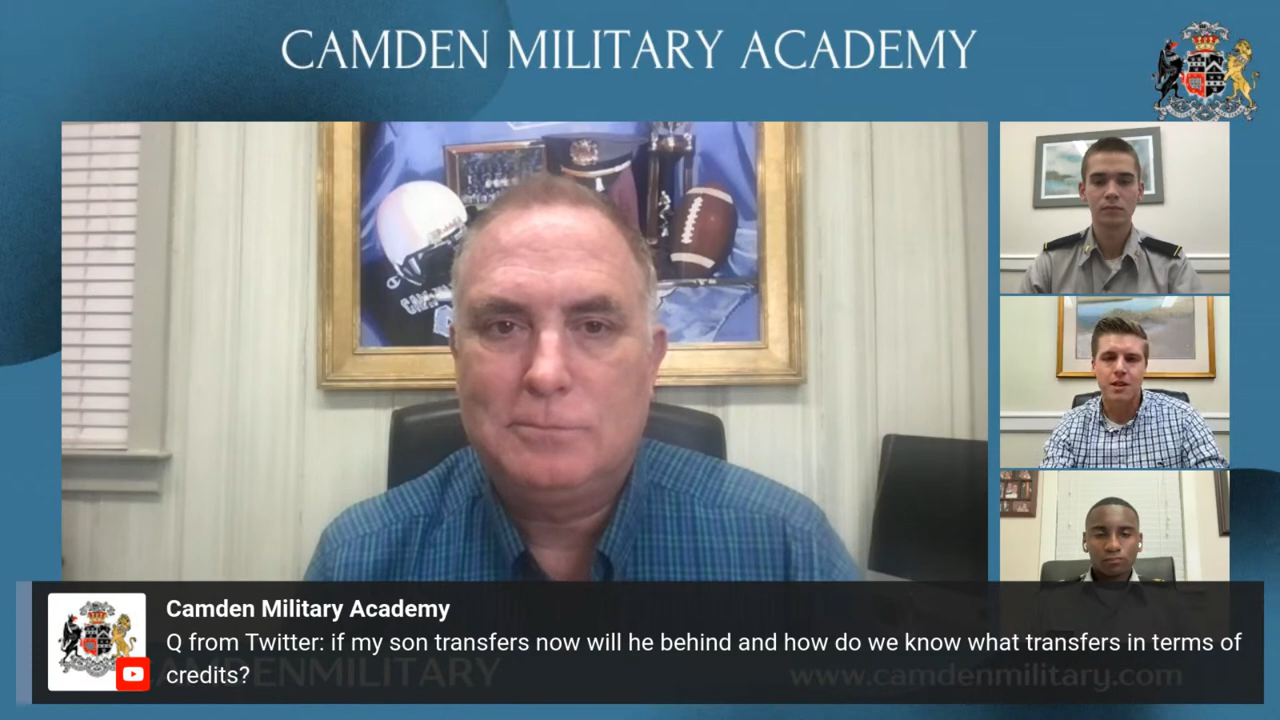 CAMDEN MILITARY ACADEMY
Camden Military Academy
Q from Twitter: if my son transfers now will he behind and how do we know what transfers in terms of
credits?
CAMDENMILITARY
www.camdenmilitary.com